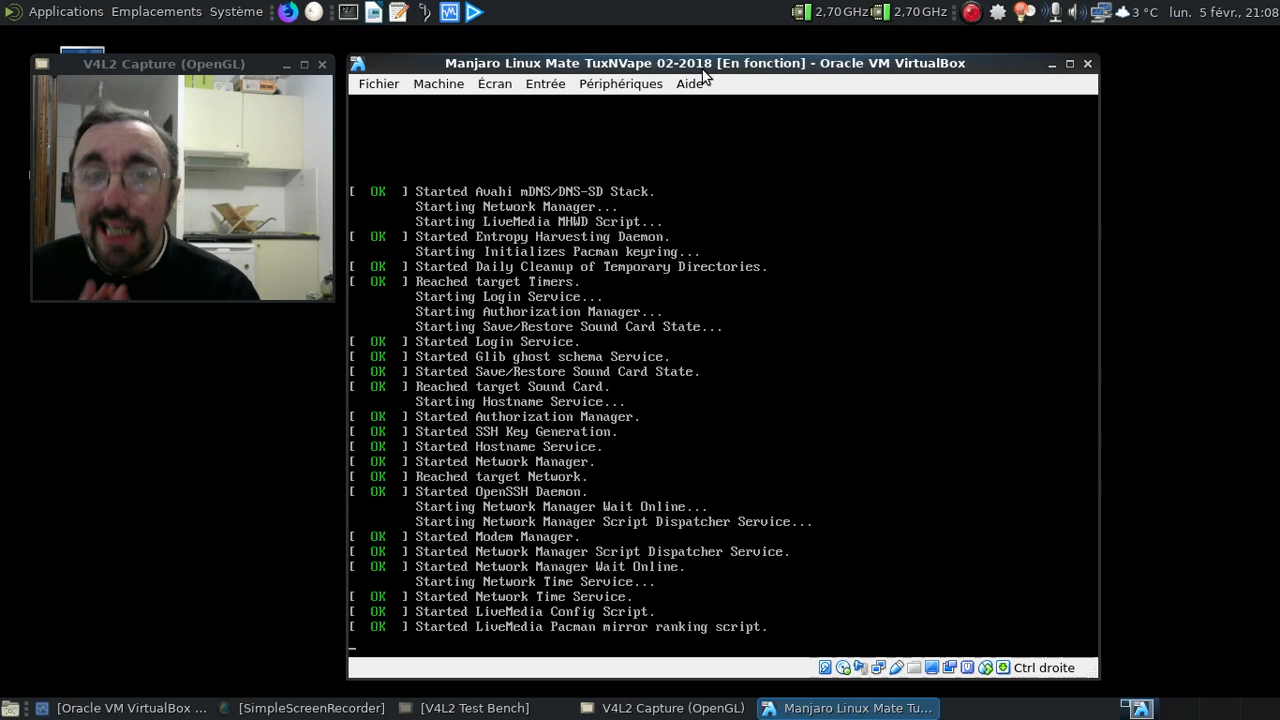 Applications Emplacements Système
2,70 GHz 2,70 GHz 3 °C lun. 5 févr., 21:08
V4L2 Capture (OpenGL)
Manjaro Linux Mate TuxNVape 02-2018 [En fonction] - Oracle VM VirtualBox
Fichier Machine Écran Entrée Périphériques Aide
[ OK ] Started Avahi mDNS/DNS-SD Stack.
Starting Network Manager...
Starting LiveMedia MHWD Script...
[ OK ] Started Entropy Harvesting Daemon.
Starting Initializes Pacman keyring...
[ OK ] Started Daily Cleanup of Temporary Directories.
[ OK ] Reached target Timers.
Starting Login Service...
Starting Authorization Manager...
Starting Save/Restore Sound Card State...
[ OK ] Started Login Service.
[ OK ] Started Glib ghost schema Service.
[ OK ] Started Save/Restore Sound Card State.
[ OK ] Reached target Sound Card.
Starting Hostname Service...
[ OK ] Started Authorization Manager.
[ OK ] Started SSH Key Generation.
[ OK ] Started Hostname Service.
[ OK ] Started Network Manager.
[ OK ] Reached target Network.
[ OK ] Started OpenSSH Daemon.
Starting Network Manager Wait Online...
Starting Network Manager Script Dispatcher Service...
[ OK ] Started Modem Manager.
[ OK ] Started Network Manager Script Dispatcher Service.
[ OK ] Started Network Manager Wait Online.
Starting Network Time Service...
[ OK ] Started Network Time Service.
[ OK ] Started LiveMedia Config Script.
[ OK ] Started LiveMedia Pacman mirror ranking script.
Ctrl droite
[Oracle VM VirtualBox ... [SimpleScreenRecorder] [V4L2 Test Bench] V4L2 Capture (OpenGL) Manjaro Linux Mate Tu...